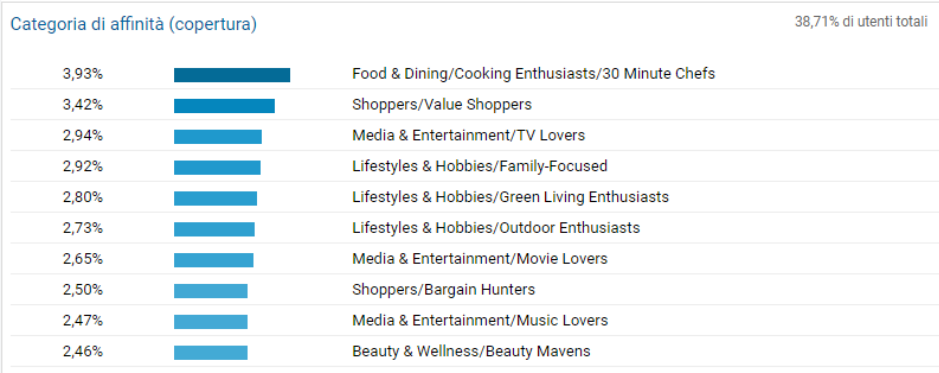 Categoria di affinità (copertura) 38,71% di utenti totali
3,93% Food & Dining/Cooking Enthusiasts/30 Minute Chefs
3,42% Shoppers/Value Shoppers
2,94% Media & Entertainment/TV Lovers
2,92% Lifestyles & Hobbies/Family-Focused
2,80% Lifestyles & Hobbies/Green Living Enthusiasts
2,73% Lifestyles & Hobbies/Outdoor Enthusiasts
2,65% Media & Entertainment/Movie Lovers
2,50% Shoppers/Bargain Hunters
2,47% Media & Entertainment/Music Lovers
2,46% Beauty & Wellness/Beauty Mavens